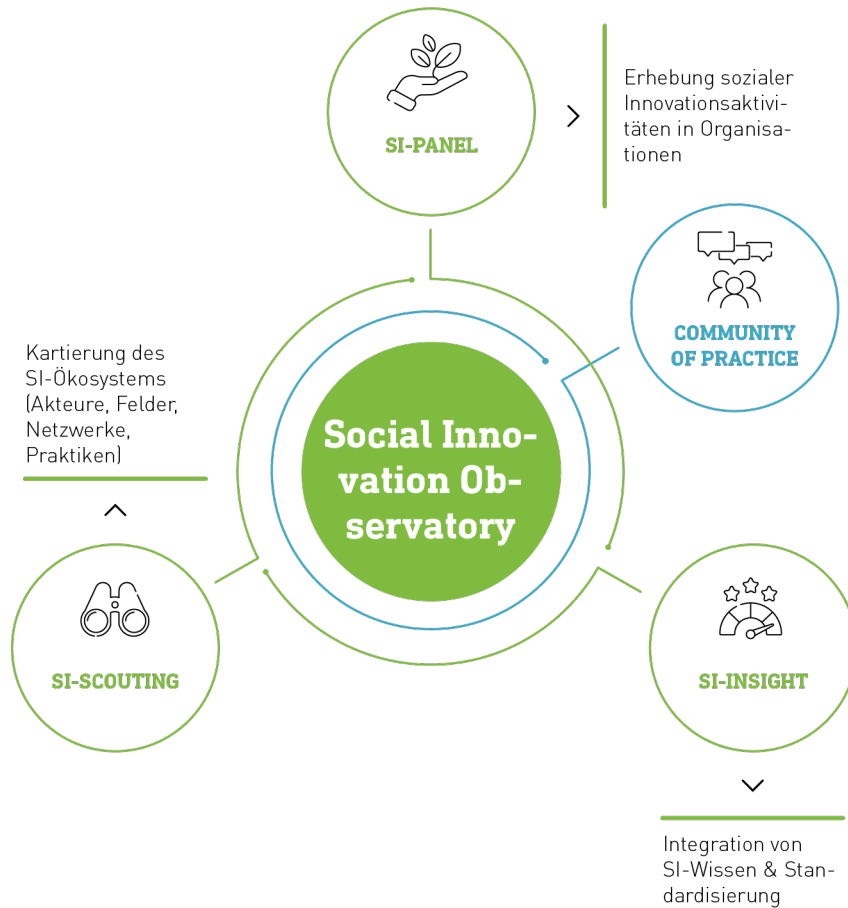 SI-PANEL
Erhebung sozialer
Innovationsaktivi-
täten in Organisa-
tionen
COMMUNITY
OF PRACTICE
Kartierung des
SI-Ökosystems
(Akteure, Felder,
Netzwerke,
Praktiken)
Social Inno-
vation Ob-
servatory
SI-SCOUTING
SI-INSIGHT
Integration von
SI-Wissen & Stan-
dardisierung